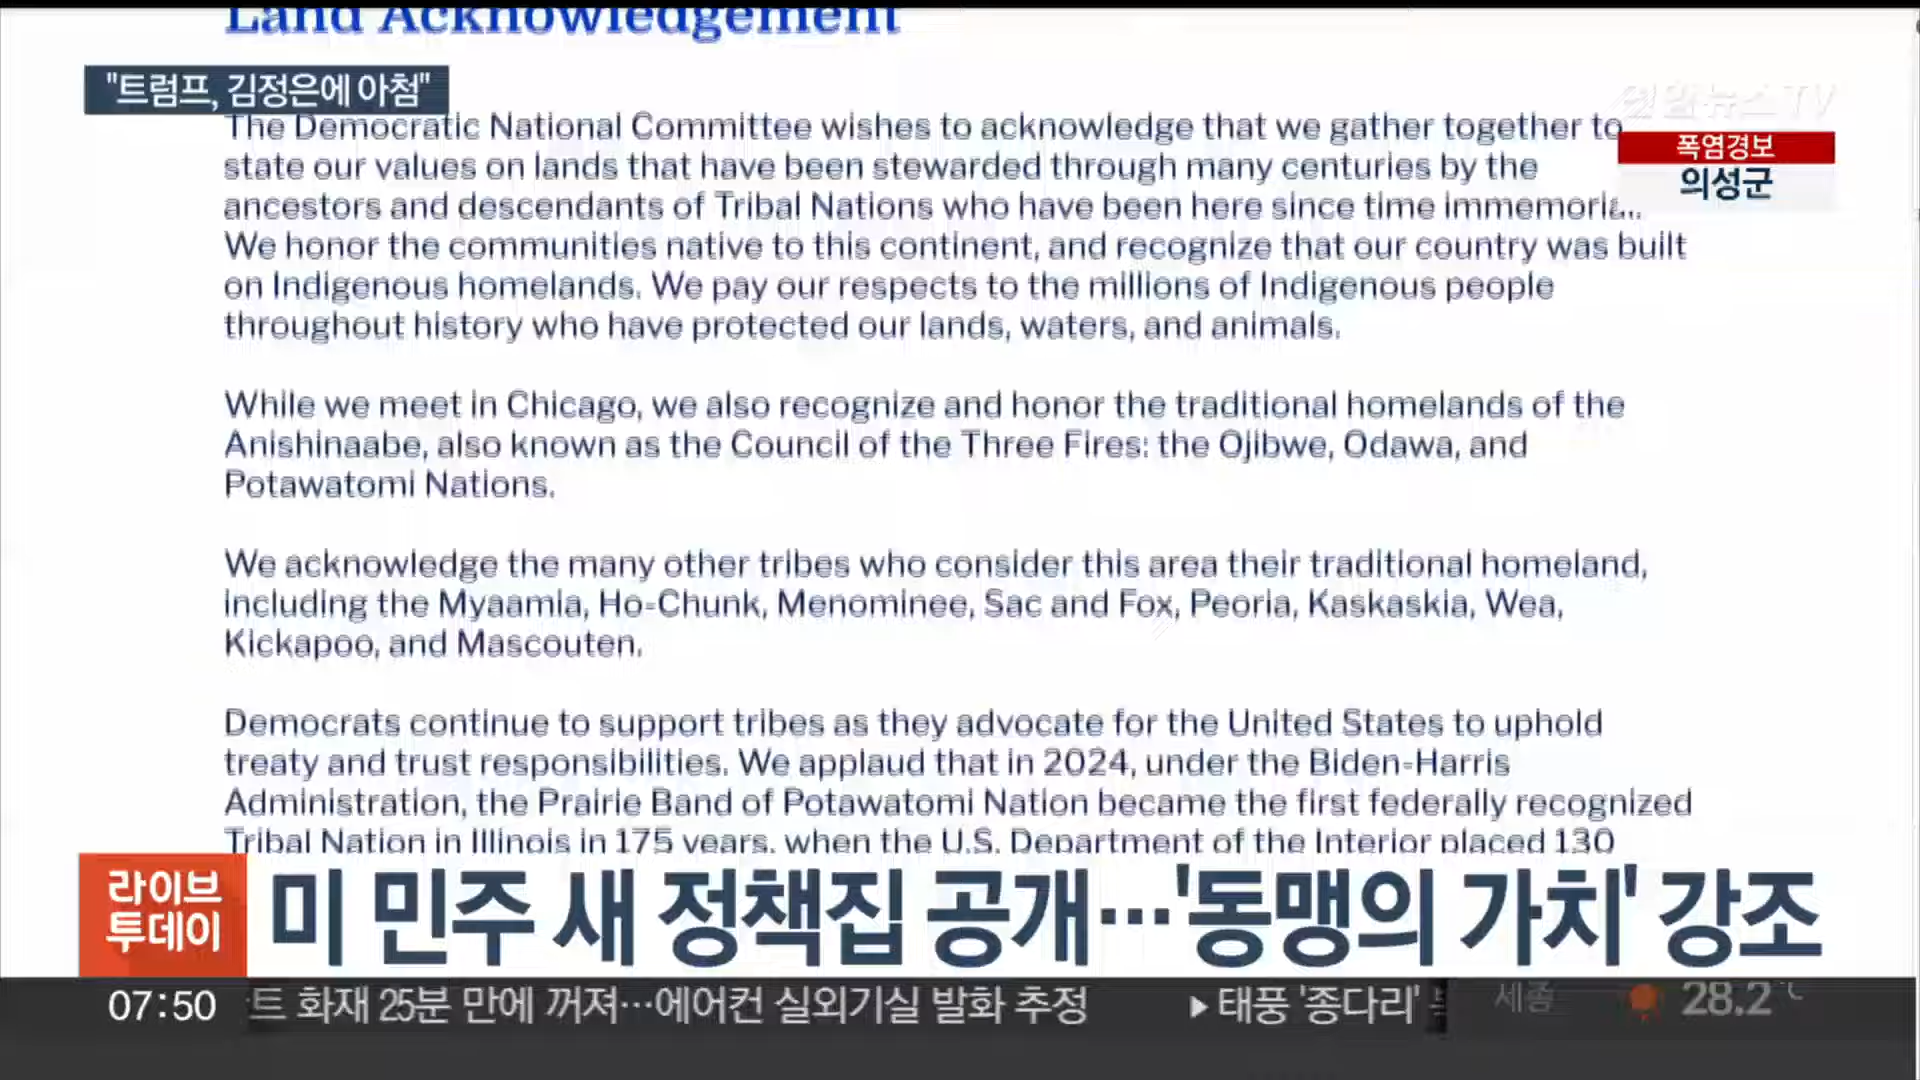 Land Acknowledgement
"트럼프, 김정은에 아첨"
연합뉴스TV
폭염경보
의성군
The Democratic National Committee wishes to acknowledge that we gather together to
state our values on lands that have been stewarded through many centuries by the
ancestors and descendants of Tribal Nations who have been here since time
We honor the communities native to this continent, and recognize that our country was built
on Indigenous homelands. We pay our respects to the millions of Indigenous people
throughout history who have protected our lands, waters, and animals.
While we meet in Chicago, we also recognize and honor the traditional homelands of the
Anishinaabe, also known as the Council of the Three Fires: the Ojibwe, Odawa, and
Potawatomi Nations.
We acknowledge the many other tribes who consider this area their traditional homeland,
including the Myaamia, Ho-Chunk, Menominee, Sac and Fox, Peoria, Kaskaskia, Wea,
Kickapoo, and Mascouten.
Democrats continue to support tribes as they advocate for the United States to uphold
treaty and trust responsibilities. We applaud that in 2024, under the Biden-Harris
Administration, the Prairie Band of Potawatomi Nation became the first federally recognized
Tribal Nation in Illinois in 175 years, when the U.S. Department of the Interior placed 130
라이브
투데이
미 민주 새 정책집 공개…'동맹의 가치' 강조
07:50
트 화재 25분 만에 꺼져…에어컨 실외기실 발화 추정 ▶태풍 '종다리'
세종 28.2℃